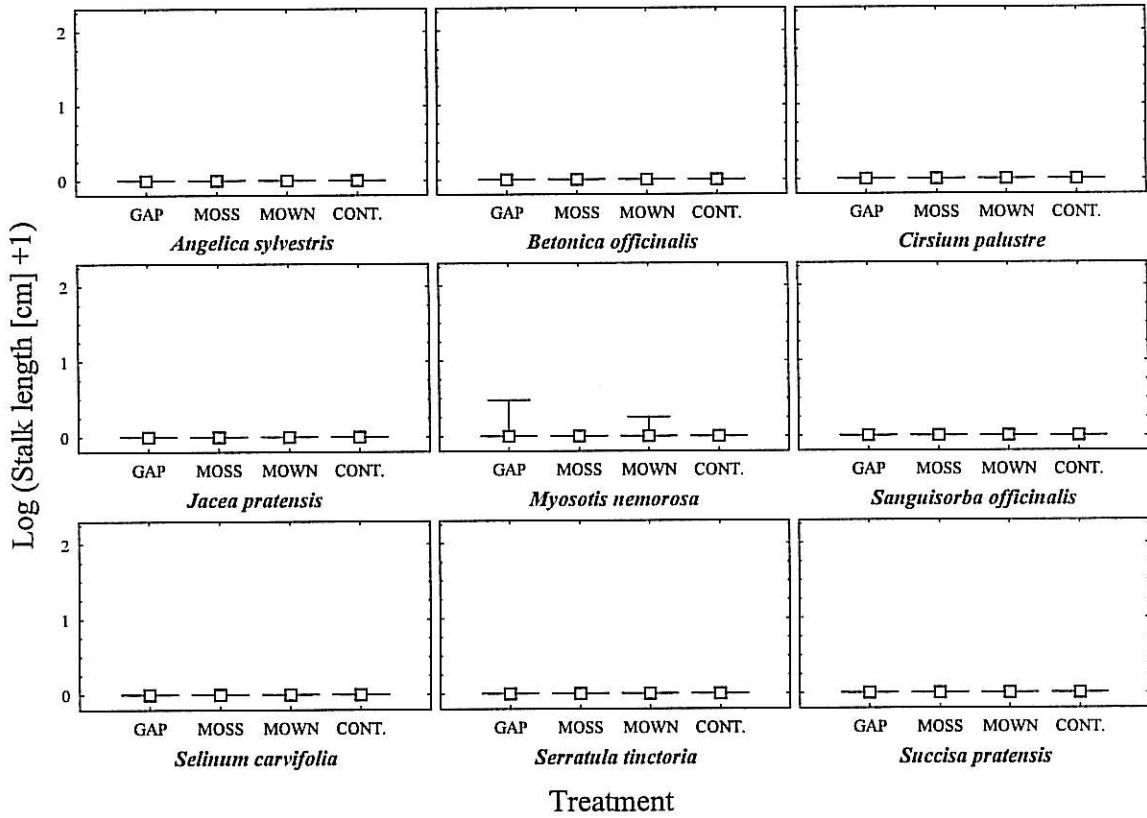 Log (Stalk length [cm] +1)
2
1
0
GAP MOSS MOWN CONT.
Angelica sylvestris
GAP MOSS MOWN CONT.
Betonica officinalis
GAP MOSS MOWN CONT.
Cirsium palustre
2
1
0
GAP MOSS MOWN CONT.
Jacea pratensis
GAP MOSS MOWN CONT.
Myosotis nemorosa
GAP MOSS MOWN CONT.
Sanguisorba officinalis
2
1
0
GAP MOSS MOWN CONT.
Selinum carvifolia
GAP MOSS MOWN CONT.
Serratula tinctoria
GAP MOSS MOWN CONT.
Succisa pratensis
Treatment